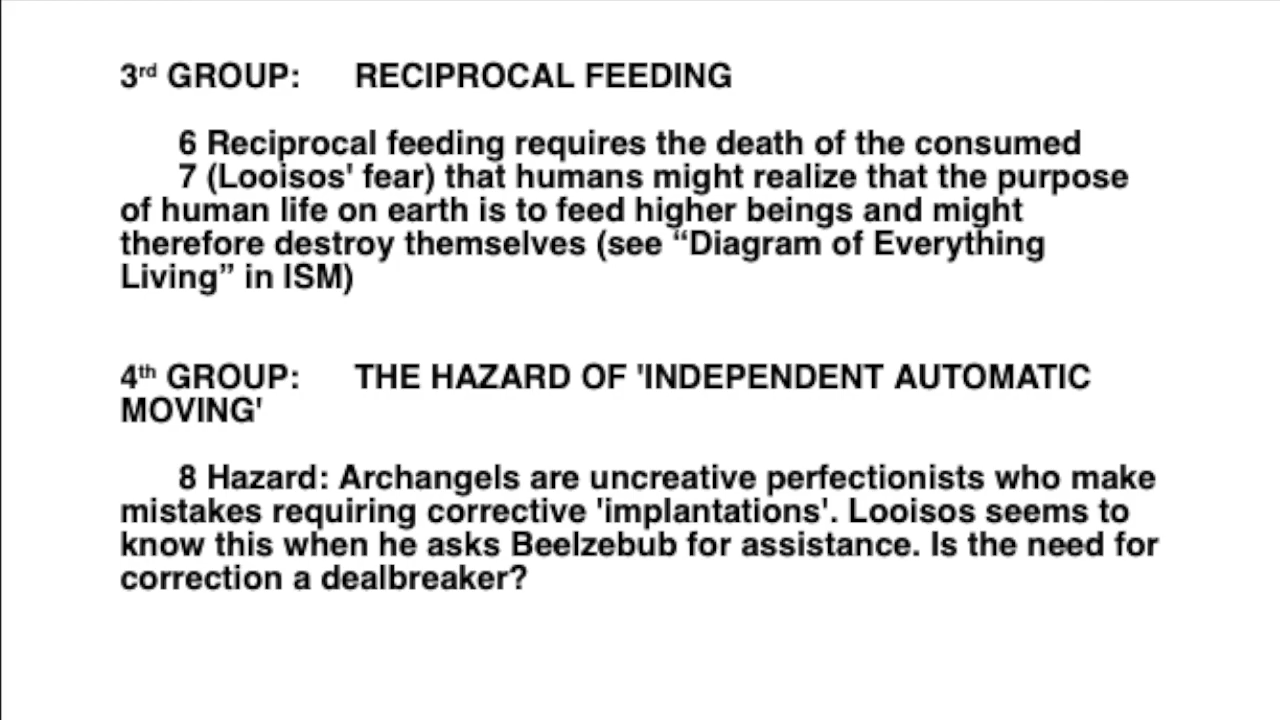 3rd GROUP: RECIPROCAL FEEDING
6 Reciprocal feeding requires the death of the consumed
7 (Looisos' fear) that humans might realize that the purpose
of human life on earth is to feed higher beings and might
therefore destroy themselves (see “Diagram of Everything
Living” in ISM)
4th GROUP: THE HAZARD OF 'INDEPENDENT AUTOMATIC
MOVING'
8 Hazard: Archangels are uncreative perfectionists who make
mistakes requiring corrective 'implantations'. Looisos seems to
know this when he asks Beelzebub for assistance. Is the need for
correction a dealbreaker?